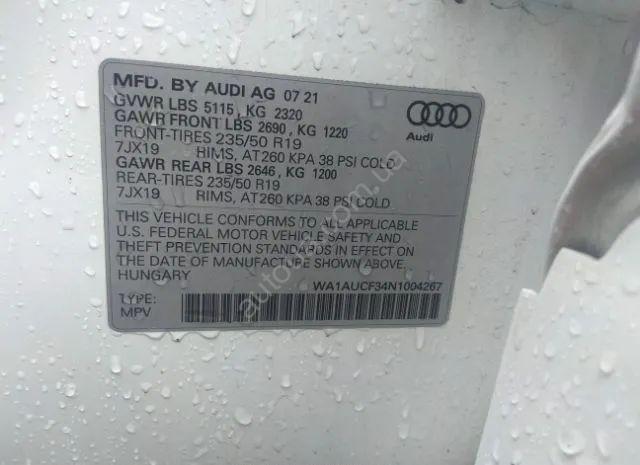 MFD. BY AUDI AG 07 21
GVWR LBS 5115, KG 2320
GAWR FRONT LBS 2690, KG 1220
FRONT-TIRES 235/50 R19
7JX19 RIMS, AT260 KPA 38 PSI COLD
GAWR REAR LBS 2646, KG 1200
REAR-TIRES 235/50 R19
7JX19 RIMS, AT260 KPA 38 PSI COLD
Audi
THIS VEHICLE CONFORMS TO ALL APPLICABLE
U.S. FEDERAL MOTOR VEHICLE SAFETY AND
THEFT PREVENTION STANDARDS IN EFFECT ON
THE DATE OF MANUFACTURE SHOWN ABOVE.
HUNGARY
WA1AUCF34N1004267
TYPE:
MPV